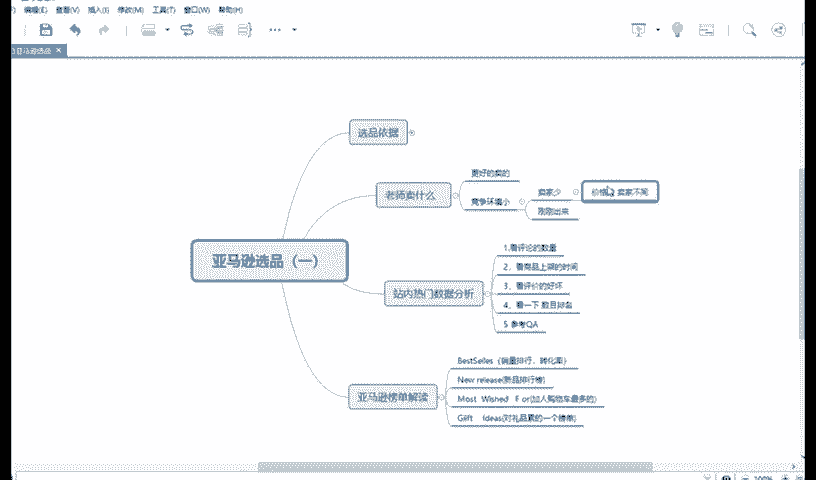 编辑(E) 查看(V) 插入(I) 修改(M) 工具(T) 窗口(W) 帮助(H)
亚马逊选品
选品依据
老师卖什么
更好的卖的
竞争环境小
卖家少
刚刚出来
卖家不同
亚马逊选品（一）
站内热门数据分析
1.看评论的数量
2、看商品上架的时间
3、看评价的好坏
4、看一下 类目排名
5 参考QA
亚马逊榜单解读
BestSelles（销量排行、转化率）
New release(新品排行榜)
Most Wished F or(加入购物车最多的)
Gift Ideas(对礼品类的一个榜单)
100%